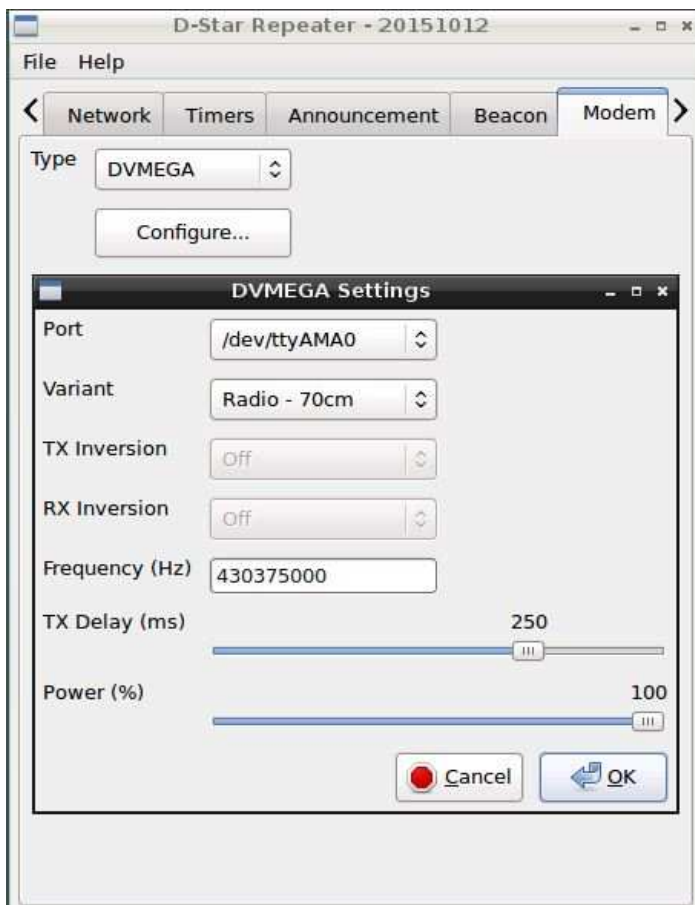 D-Star Repeater - 20151012
File Help
Network Timers Announcement Beacon Modem
Type DVMEGA
Configure...
DVMEGA Settings
Port /dev/ttyAMA0
Variant Radio - 70cm
TX Inversion Off
RX Inversion Off
Frequency (Hz) 430375000
TX Delay (ms) 250
Power (%) 100
Cancel OK